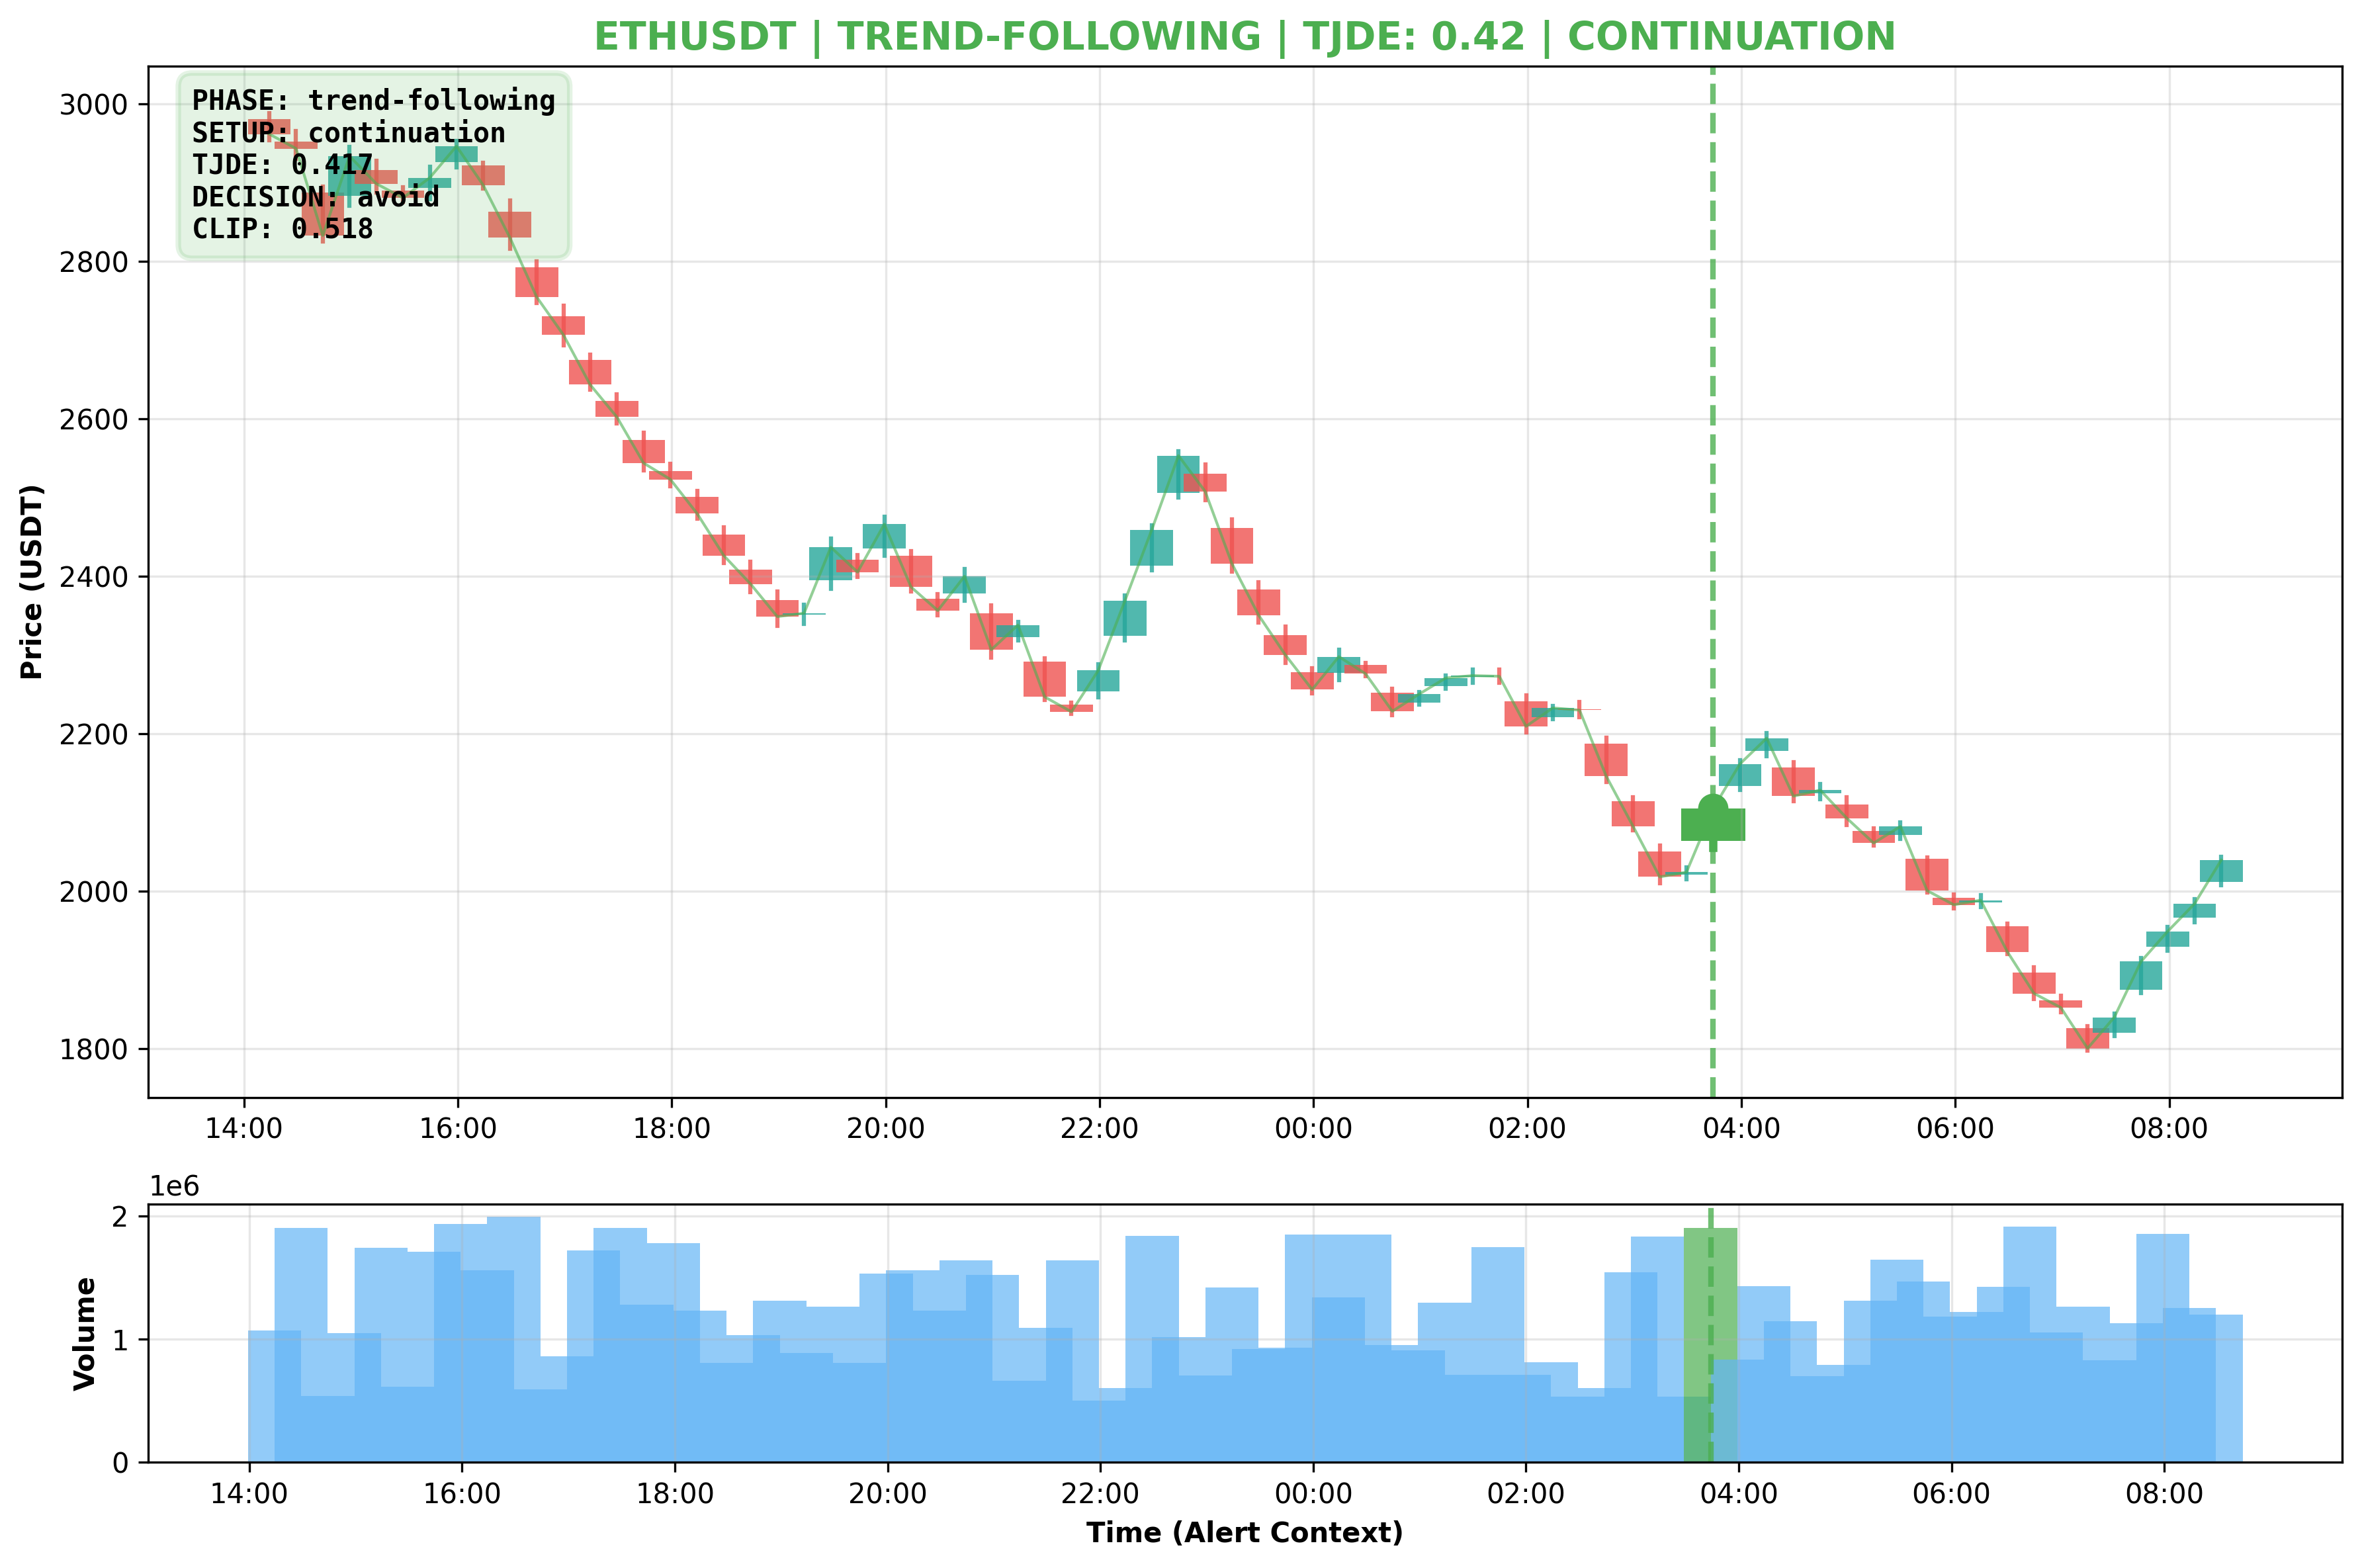 ETHUSDT | TREND-FOLLOWING | TJDE: 0.42 | CONTINUATION
PHASE: trend-following
SETUP: continuation
TJDE: 0.417
DECISION: avoid
CLIP: 0.518
Price (USDT)
3000
2800
2600
2400
2200
2000
1800
14:00 16:00 18:00 20:00 22:00 00:00 02:00 04:00 06:00 08:00
1e6
Volume
2
1
0
14:00 16:00 18:00 20:00 22:00 00:00 02:00 04:00 06:00 08:00
Time (Alert Context)